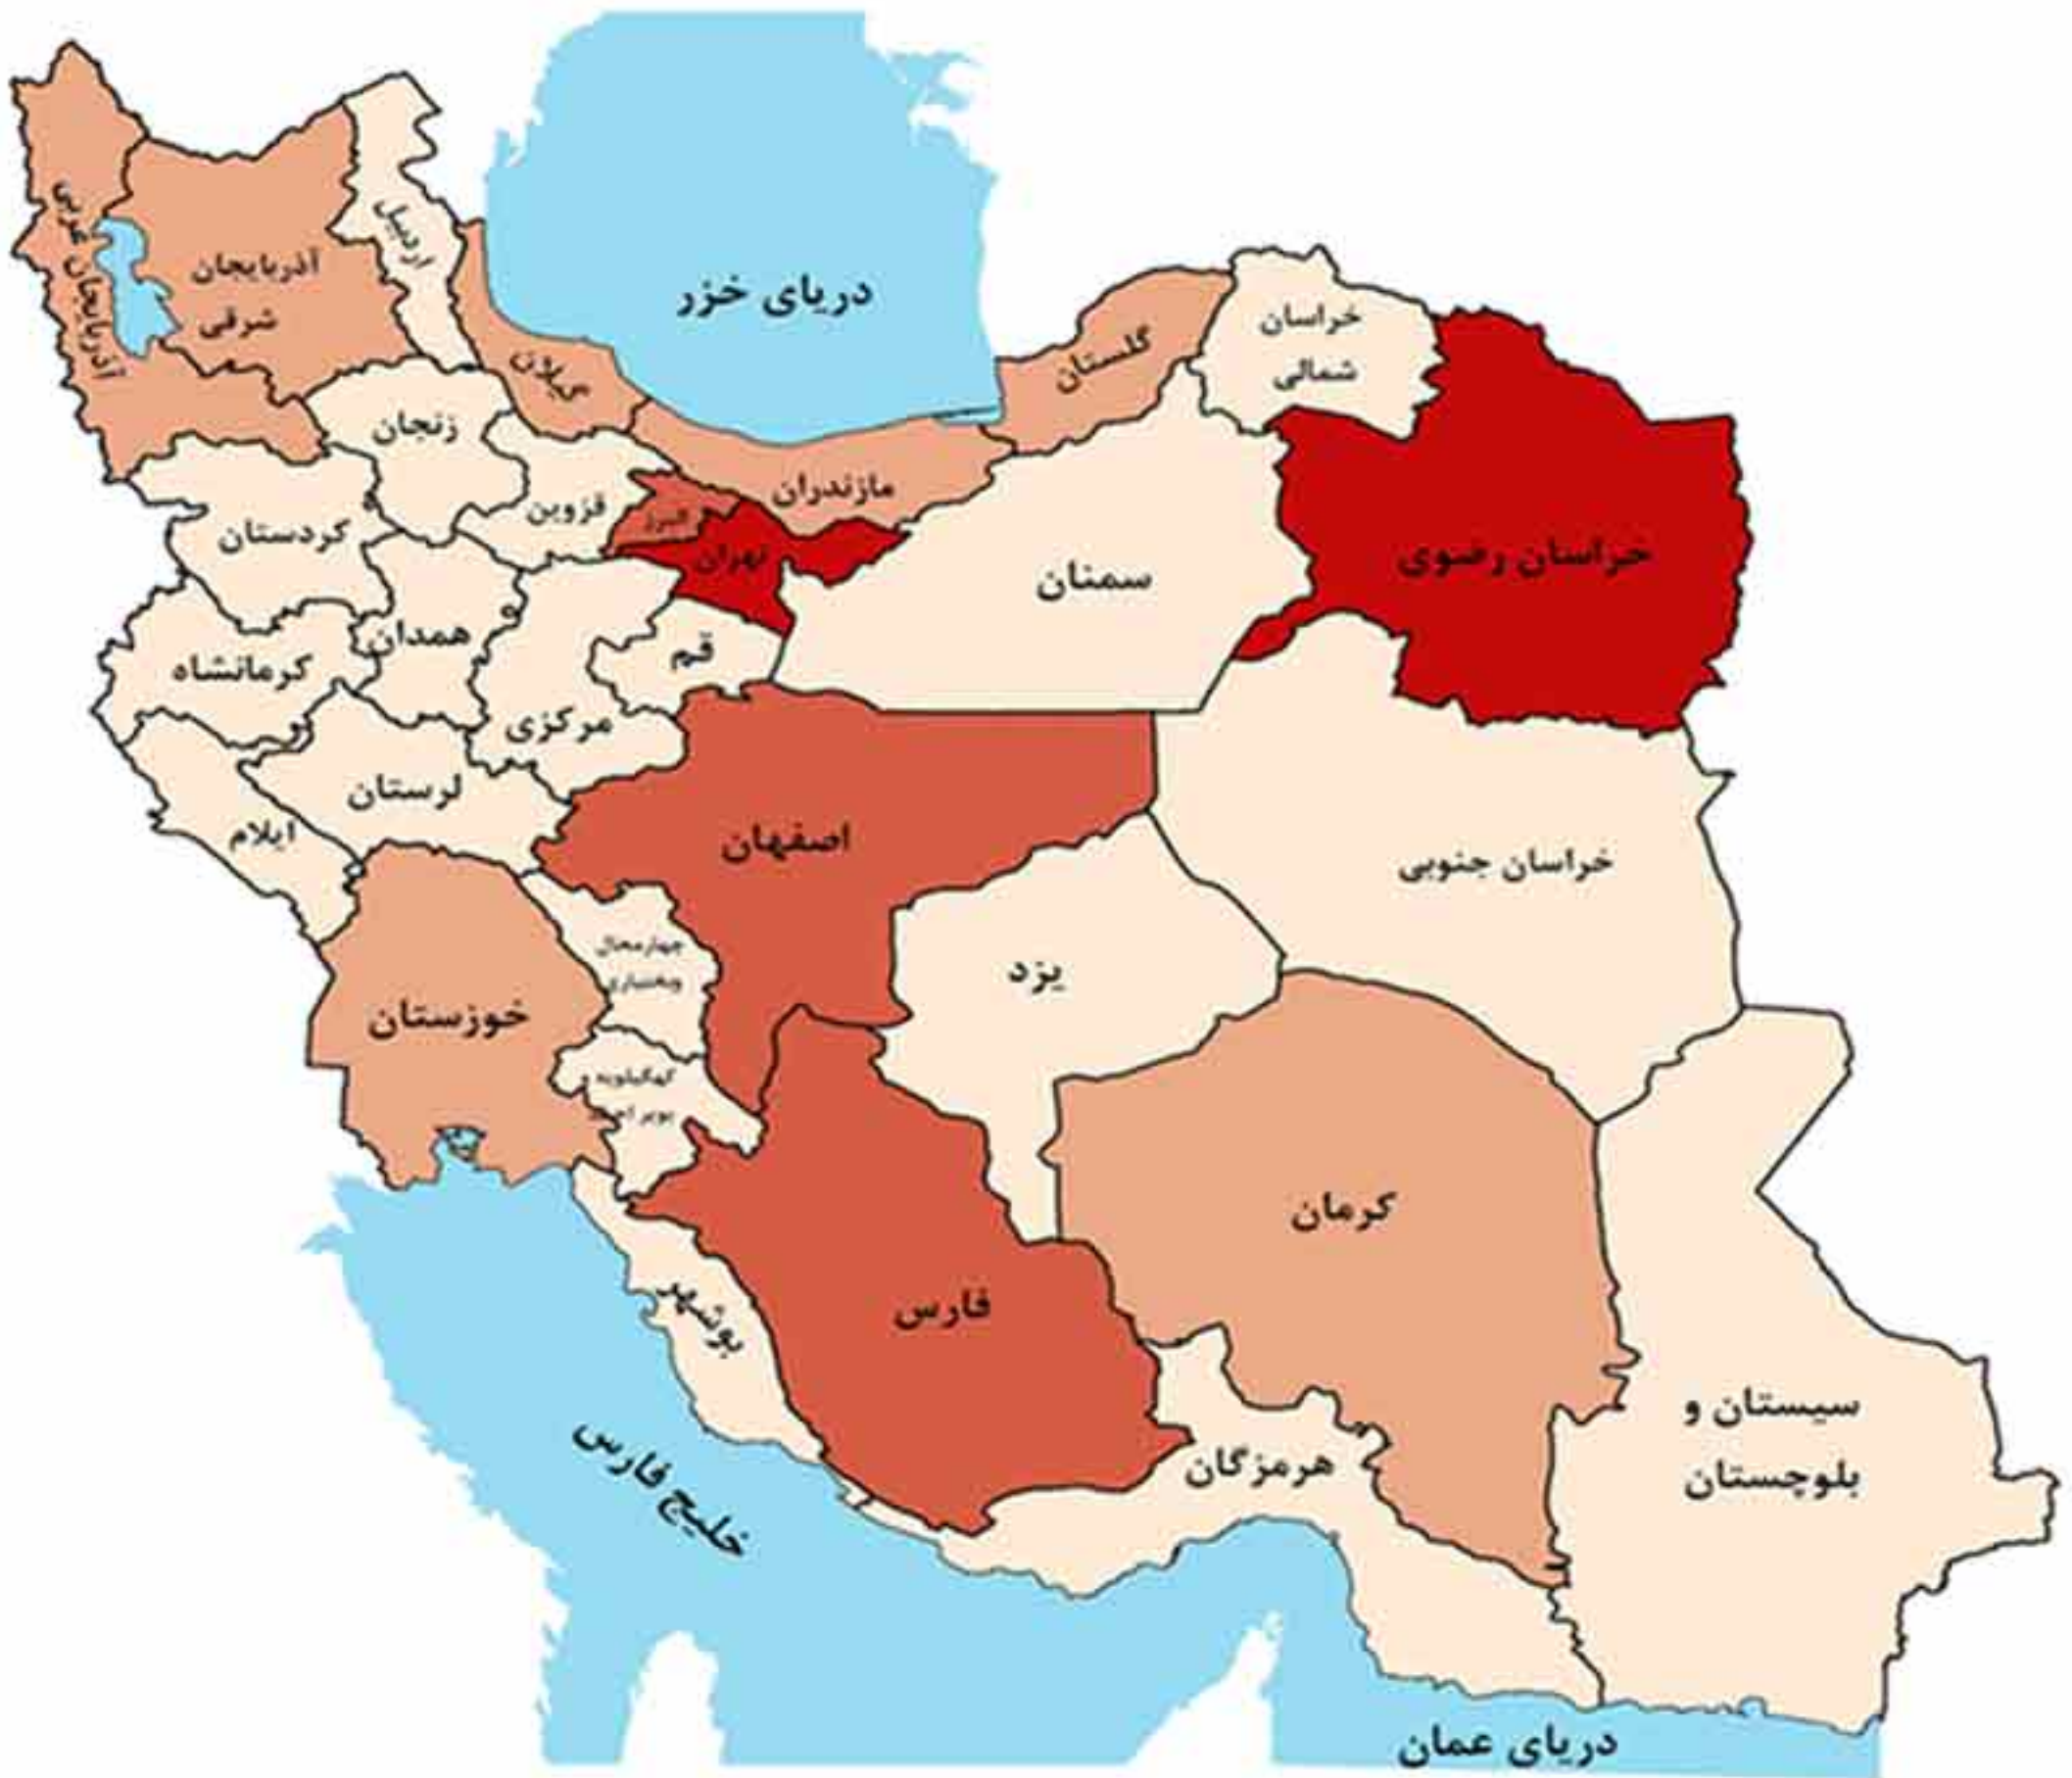 دریای خزر
آذربایجان غربی
آذربایجان
شرقی
اردبیل
گیلان
گلستان
خراسان
شمالی
زنجان
مازندران
قزوین
البرز
تهران
کردستان
سمنان
خراسان رضوی
همدان
کرمانشاه
قم
مرکزی
لرستان
ایلام
اصفهان
خراسان جنوبی
چهارمحال
وبختیاری
یزد
خوزستان
کهگیلویه
بویر احمد
کرمان
فارس
بوشهر
سیستان و
بلوچستان
هرمزگان
خلیج فارس
دریای عمان